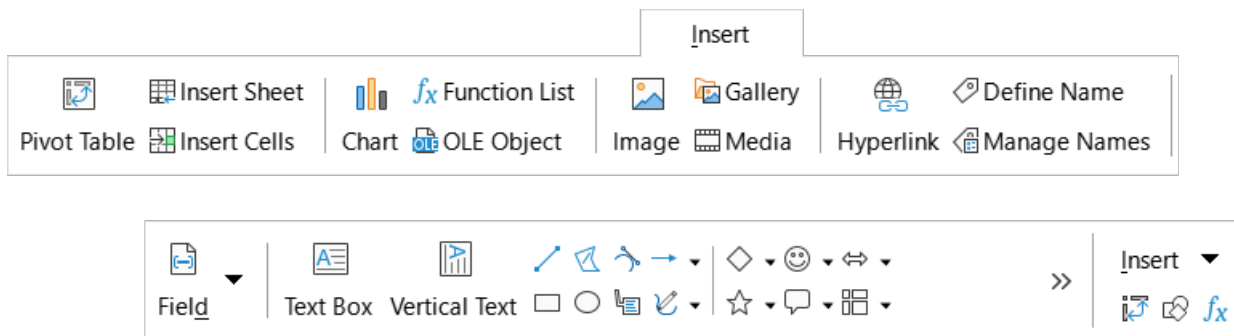 Insert
Insert Sheet Function List Gallery Define Name
Pivot Table Insert Cells Chart OLE Object Image Media Hyperlink Manage Names
Insert
Field Text Box Vertical Text